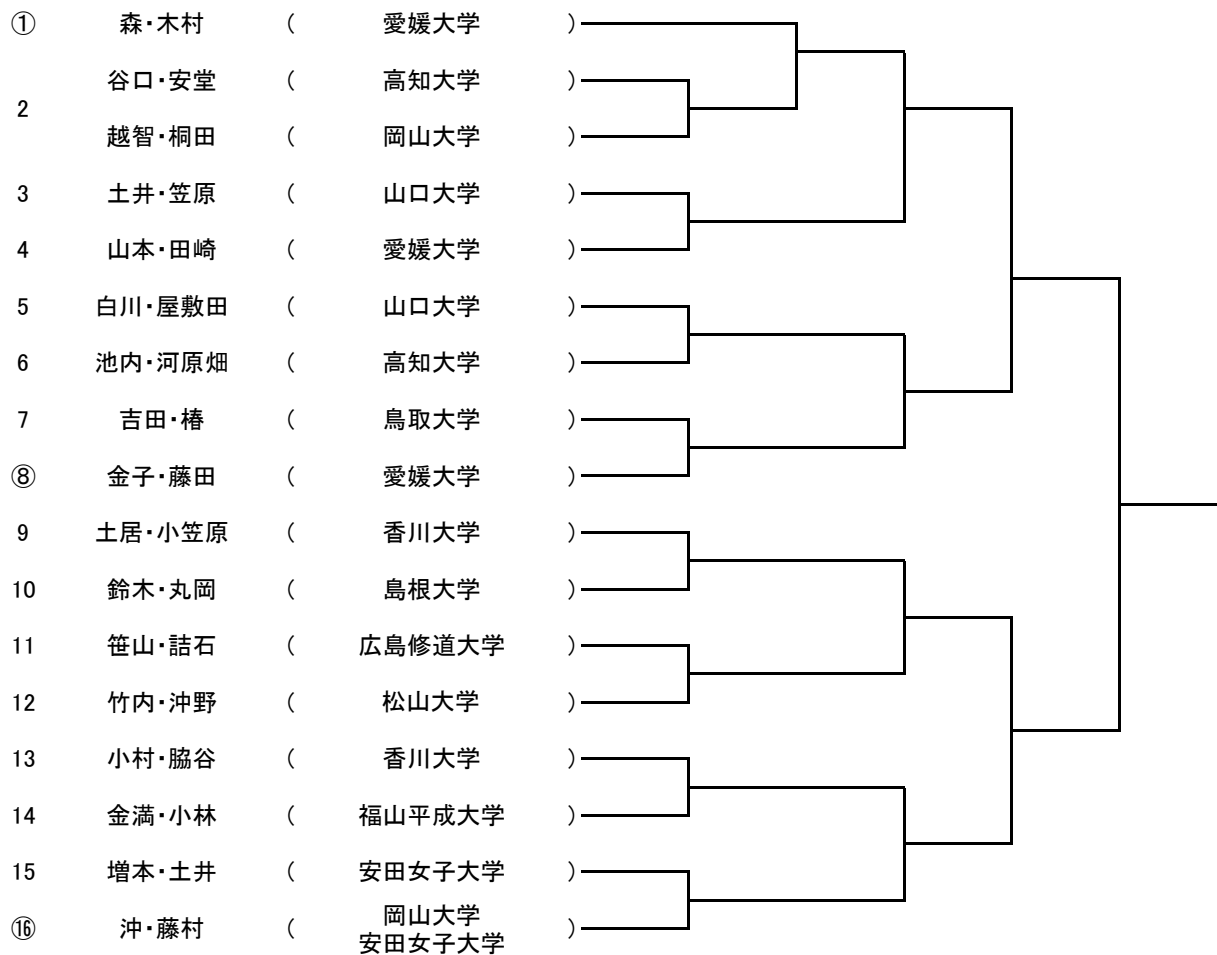 ① 森・木村 ( 愛媛大学 )
谷口・安堂 ( 高知大学 )
2
越智・桐田 ( 岡山大学 )
3 土井・笠原 ( 山口大学 )
4 山本・田崎 ( 愛媛大学 )
5 白川・屋敷田 ( 山口大学 )
6 池内・河原畑 ( 高知大学 )
7 吉田・椿 ( 鳥取大学 )
⑧ 金子・藤田 ( 愛媛大学 )
9 土居・小笠原 ( 香川大学 )
10 鈴木・丸岡 ( 島根大学 )
11 笹山・詰石 ( 広島修道大学 )
12 竹内・沖野 ( 松山大学 )
13 小村・脇谷 ( 香川大学 )
14 金満・小林 ( 福山平成大学 )
15 増本・土井 ( 安田女子大学 )
岡山大学
⑯ 沖・藤村 ( )
安田女子大学